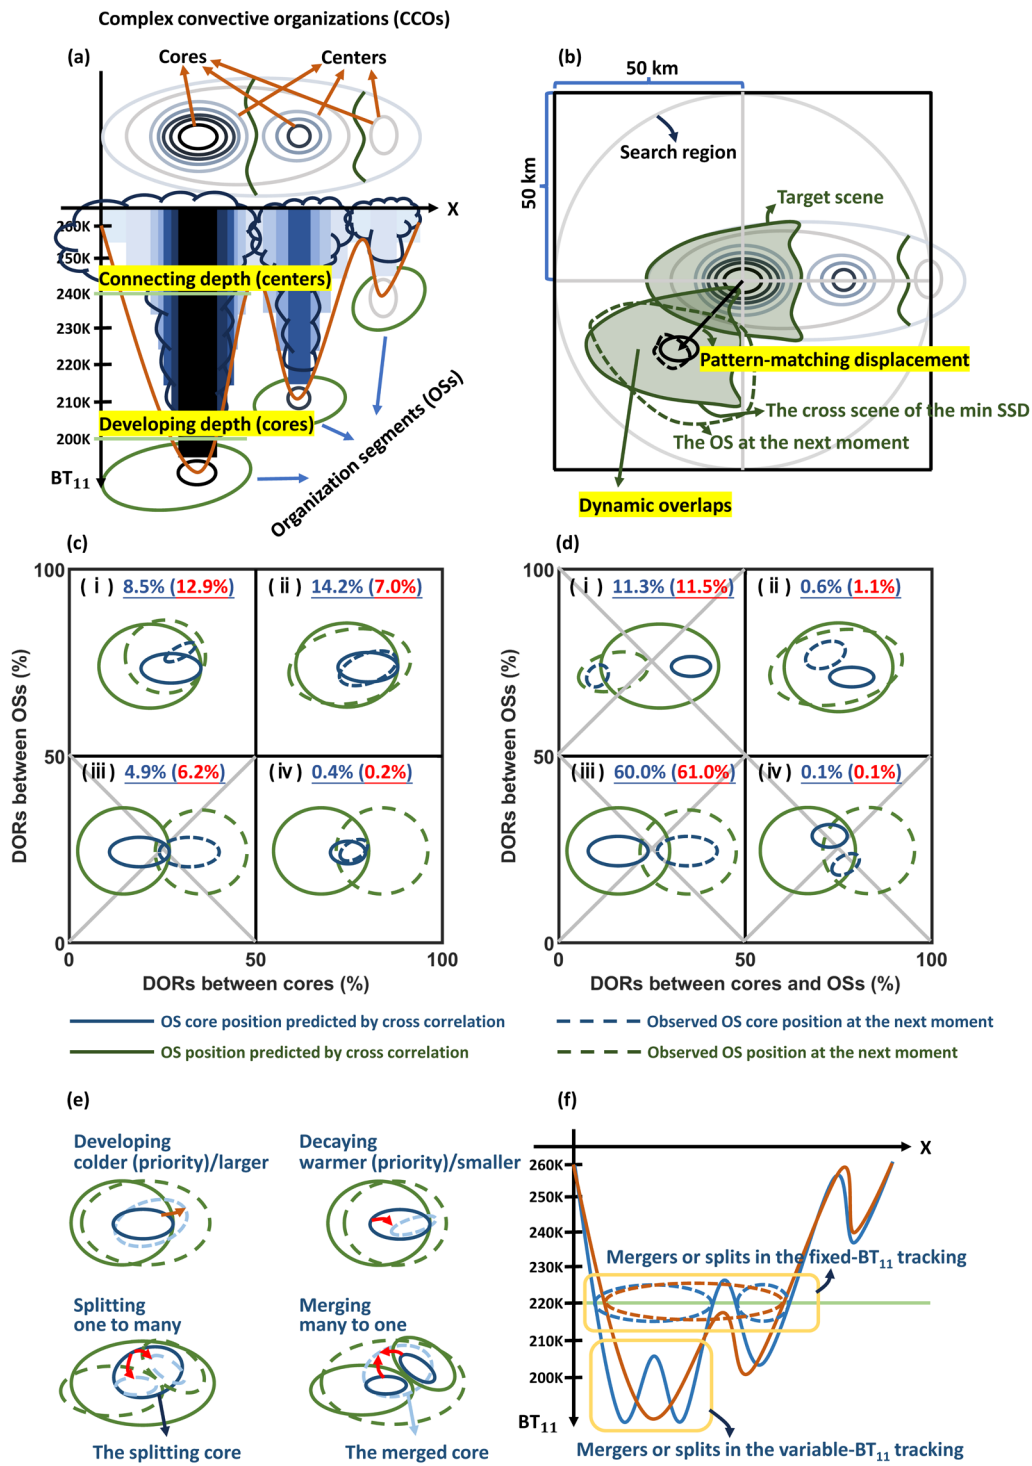 Complex convective organizations (CCOs)
(a)
Cores
Centers
X
260K
250K
Connecting depth (centers)
240K
230K
220K
210K
Developing depth (cores)
200K
BT11
Organization segments (OSs)
(b)
50 km
50 km
Search region
Target scene
Pattern-matching displacement
The cross scene of the min SSD
The OS at the next moment
Dynamic overlaps
(c)
100
( i ) 8.5% (12.9%)
( ii ) 14.2% (7.0%)
DORs between OSs (%)
50
(iii) 4.9% (6.2%)
(iv) 0.4% (0.2%)
0
0
50
100
DORs between cores (%)
(d)
100
( i ) 11.3% (11.5%)
( ii ) 0.6% (1.1%)
DORs between OSs (%)
50
(iii) 60.0% (61.0%)
(iv) 0.1% (0.1%)
0
0
50
100
DORs between cores and OSs (%)
OS core position predicted by cross correlation
Observed OS core position at the next moment
OS position predicted by cross correlation
Observed OS position at the next moment
(e)
Developing
colder (priority)/larger
Decaying
warmer (priority)/smaller
Splitting
one to many
Merging
many to one
The splitting core
The merged core
(f)
X
260K
250K
240K
Mergers or splits in the fixed-BT11 tracking
230K
220K
210K
200K
BT11
Mergers or splits in the variable-BT11 tracking